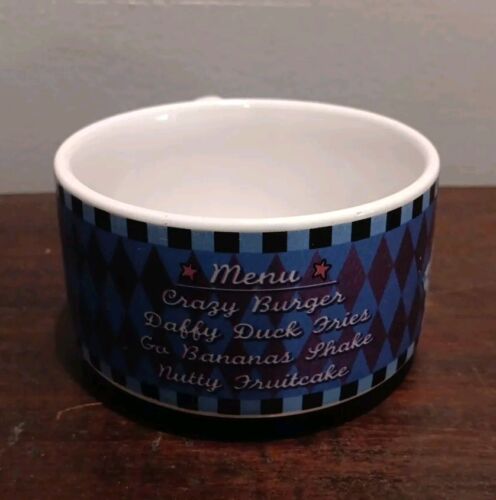 Menu
Crazy Burger
Daffy Duck Fries
Go Bananas Shake
Nutty Fruitcake